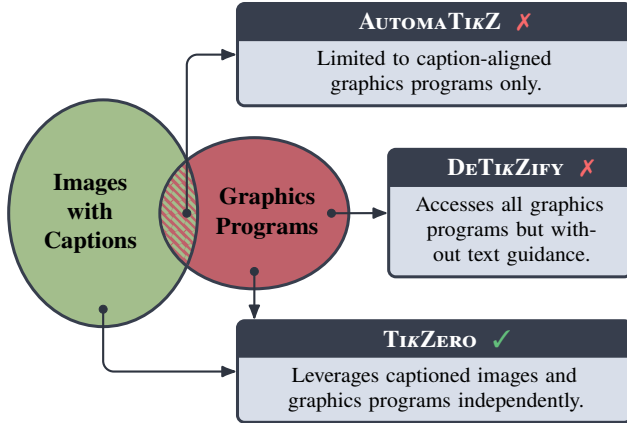 AUTOMATIKZ ✗
Limited to caption-aligned
graphics programs only.
Images
with
Captions
Graphics
Programs
DETIKZIFY ✗
Accesses all graphics
programs but with-
out text guidance.
TIKZERO ✓
Leverages captioned images and
graphics programs independently.